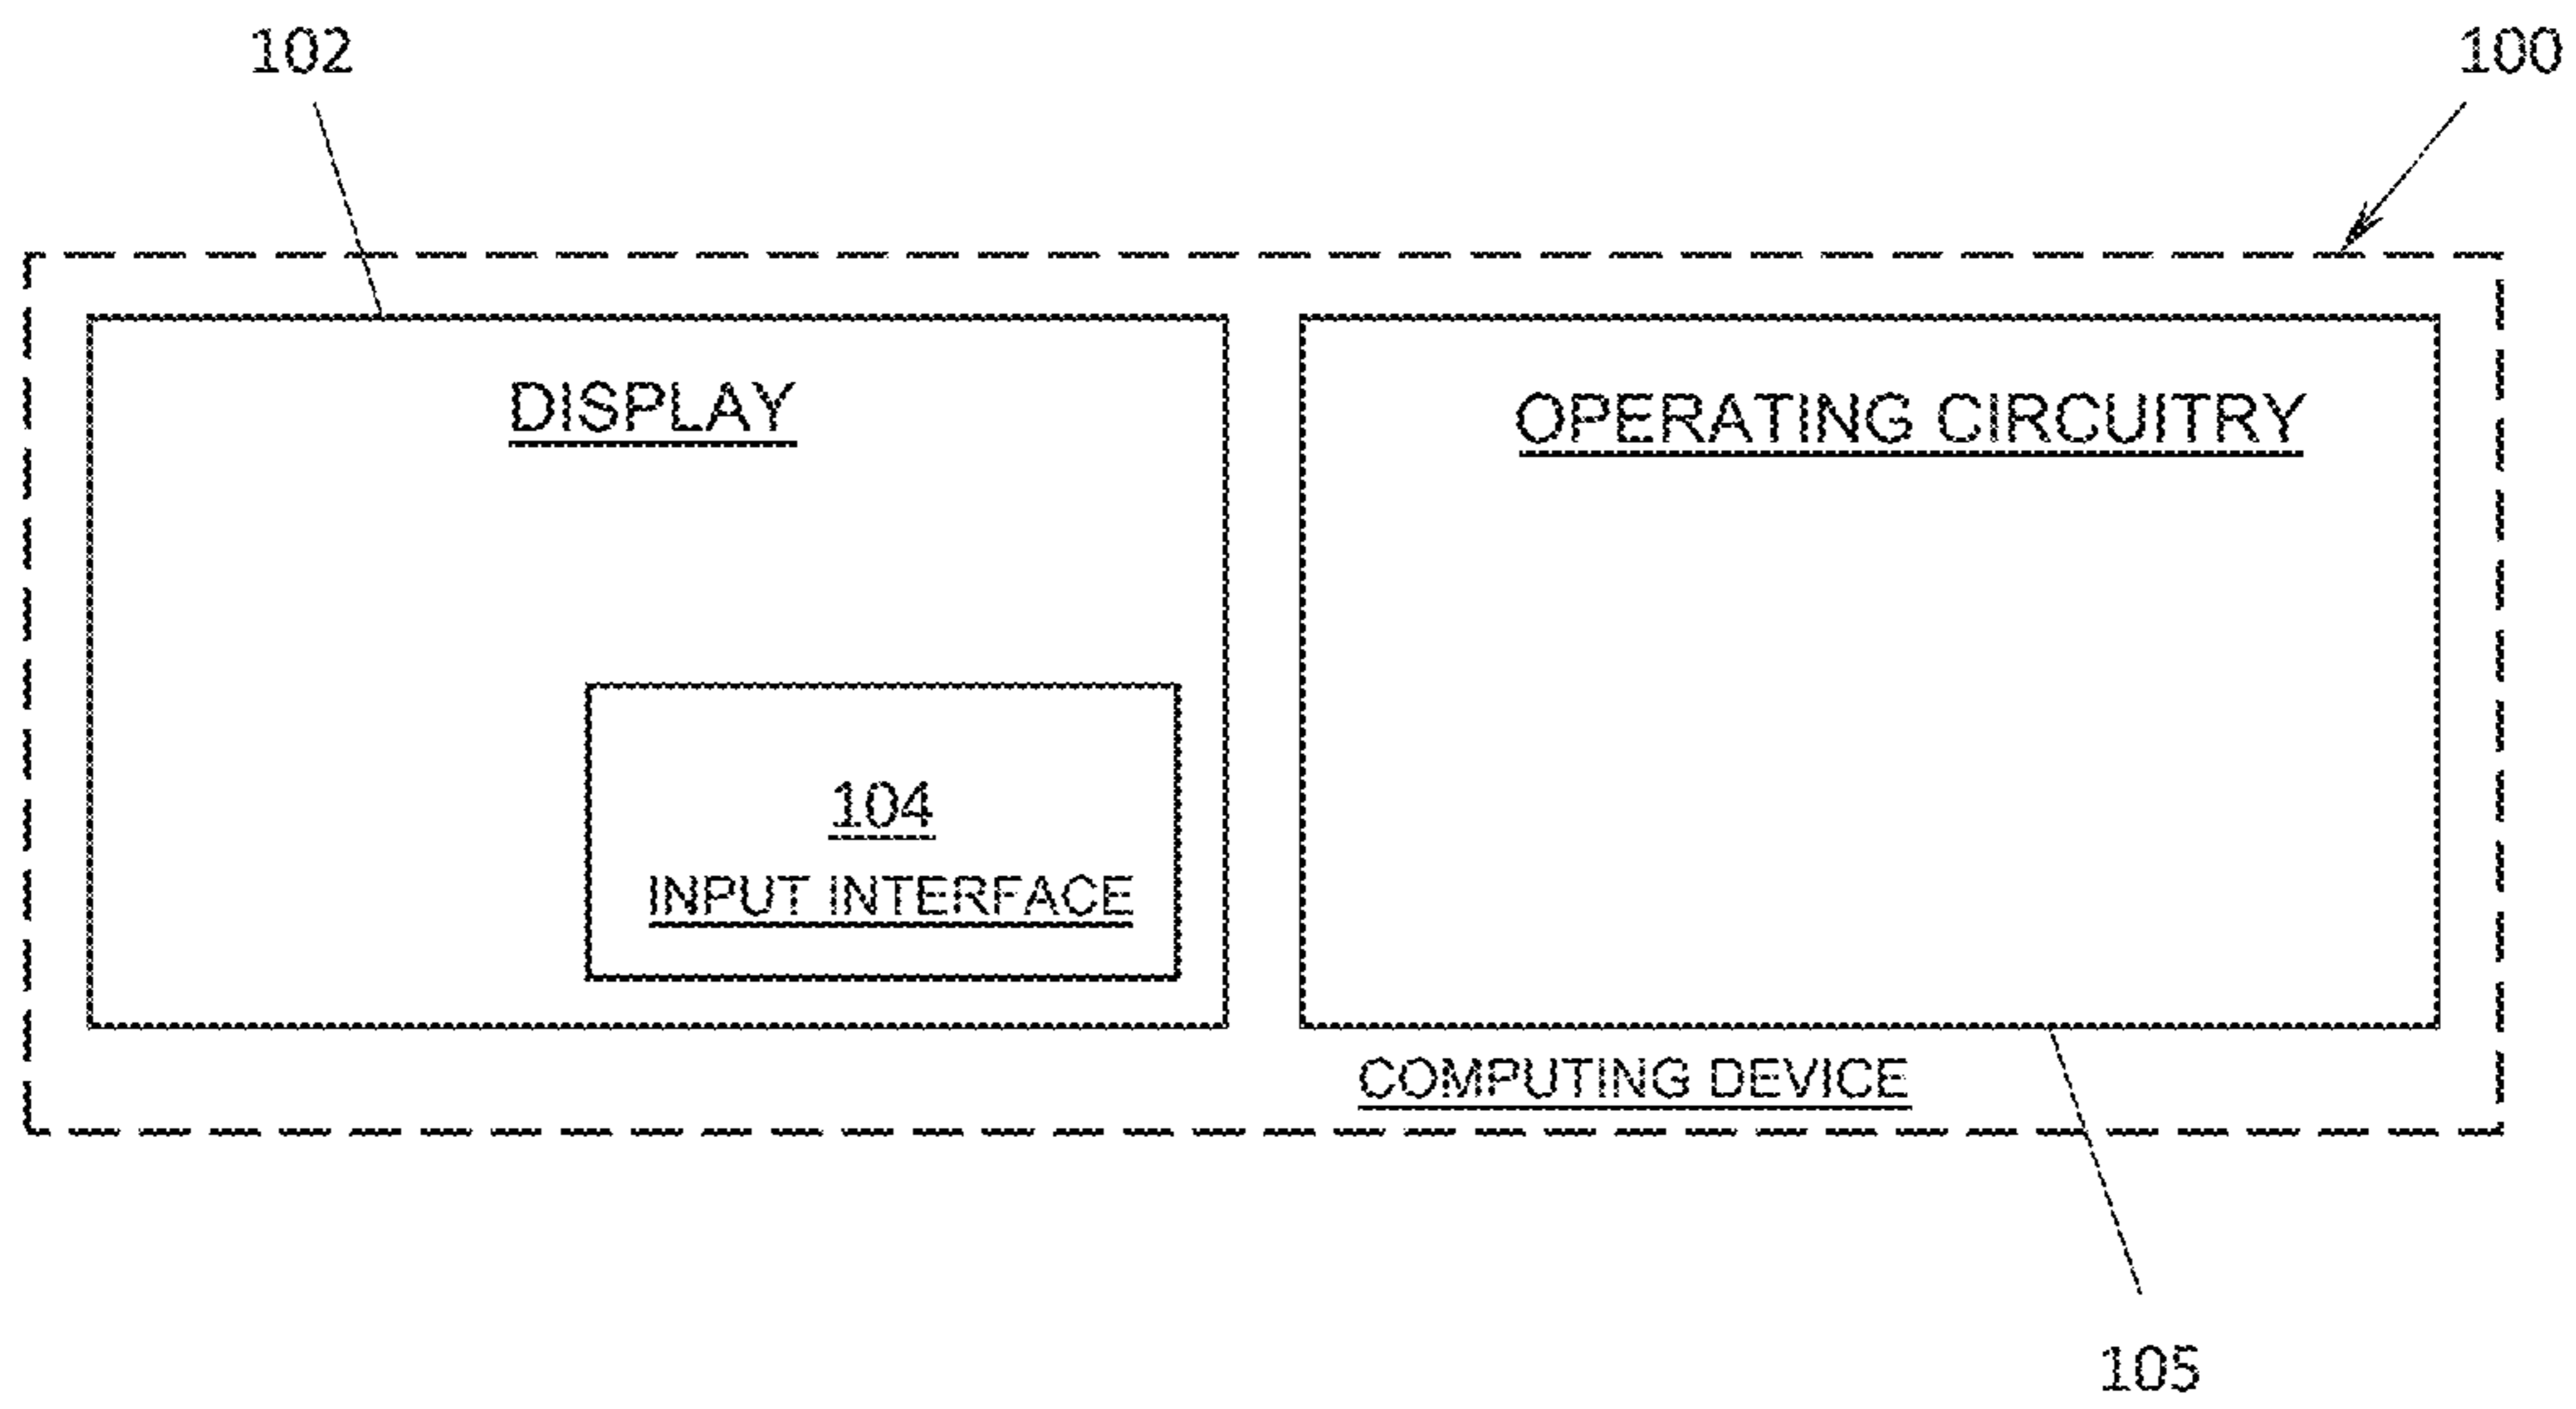 102
100
DISPLAY
OPERATING CIRCUITRY
104
INPUT INTERFACE
COMPUTING DEVICE
105